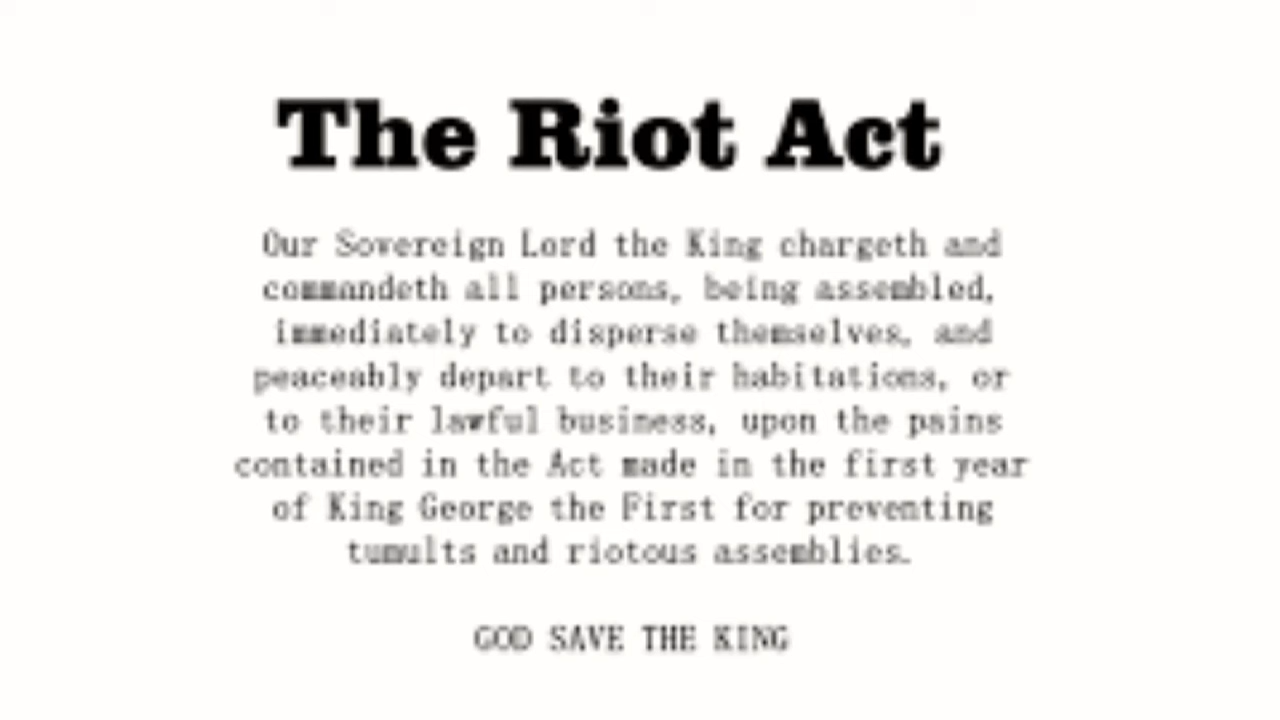 The Riot Act
Our Sovereign Lord the King chargeth and
commandeth all persons, being assembled,
immediately to disperse themselves, and
peaceably depart to their habitations, or
to their lawful business, upon the pains
contained in the Act made in the first year
of King George the First for preventing
tumults and riotous assemblies.
GOD SAVE THE KING